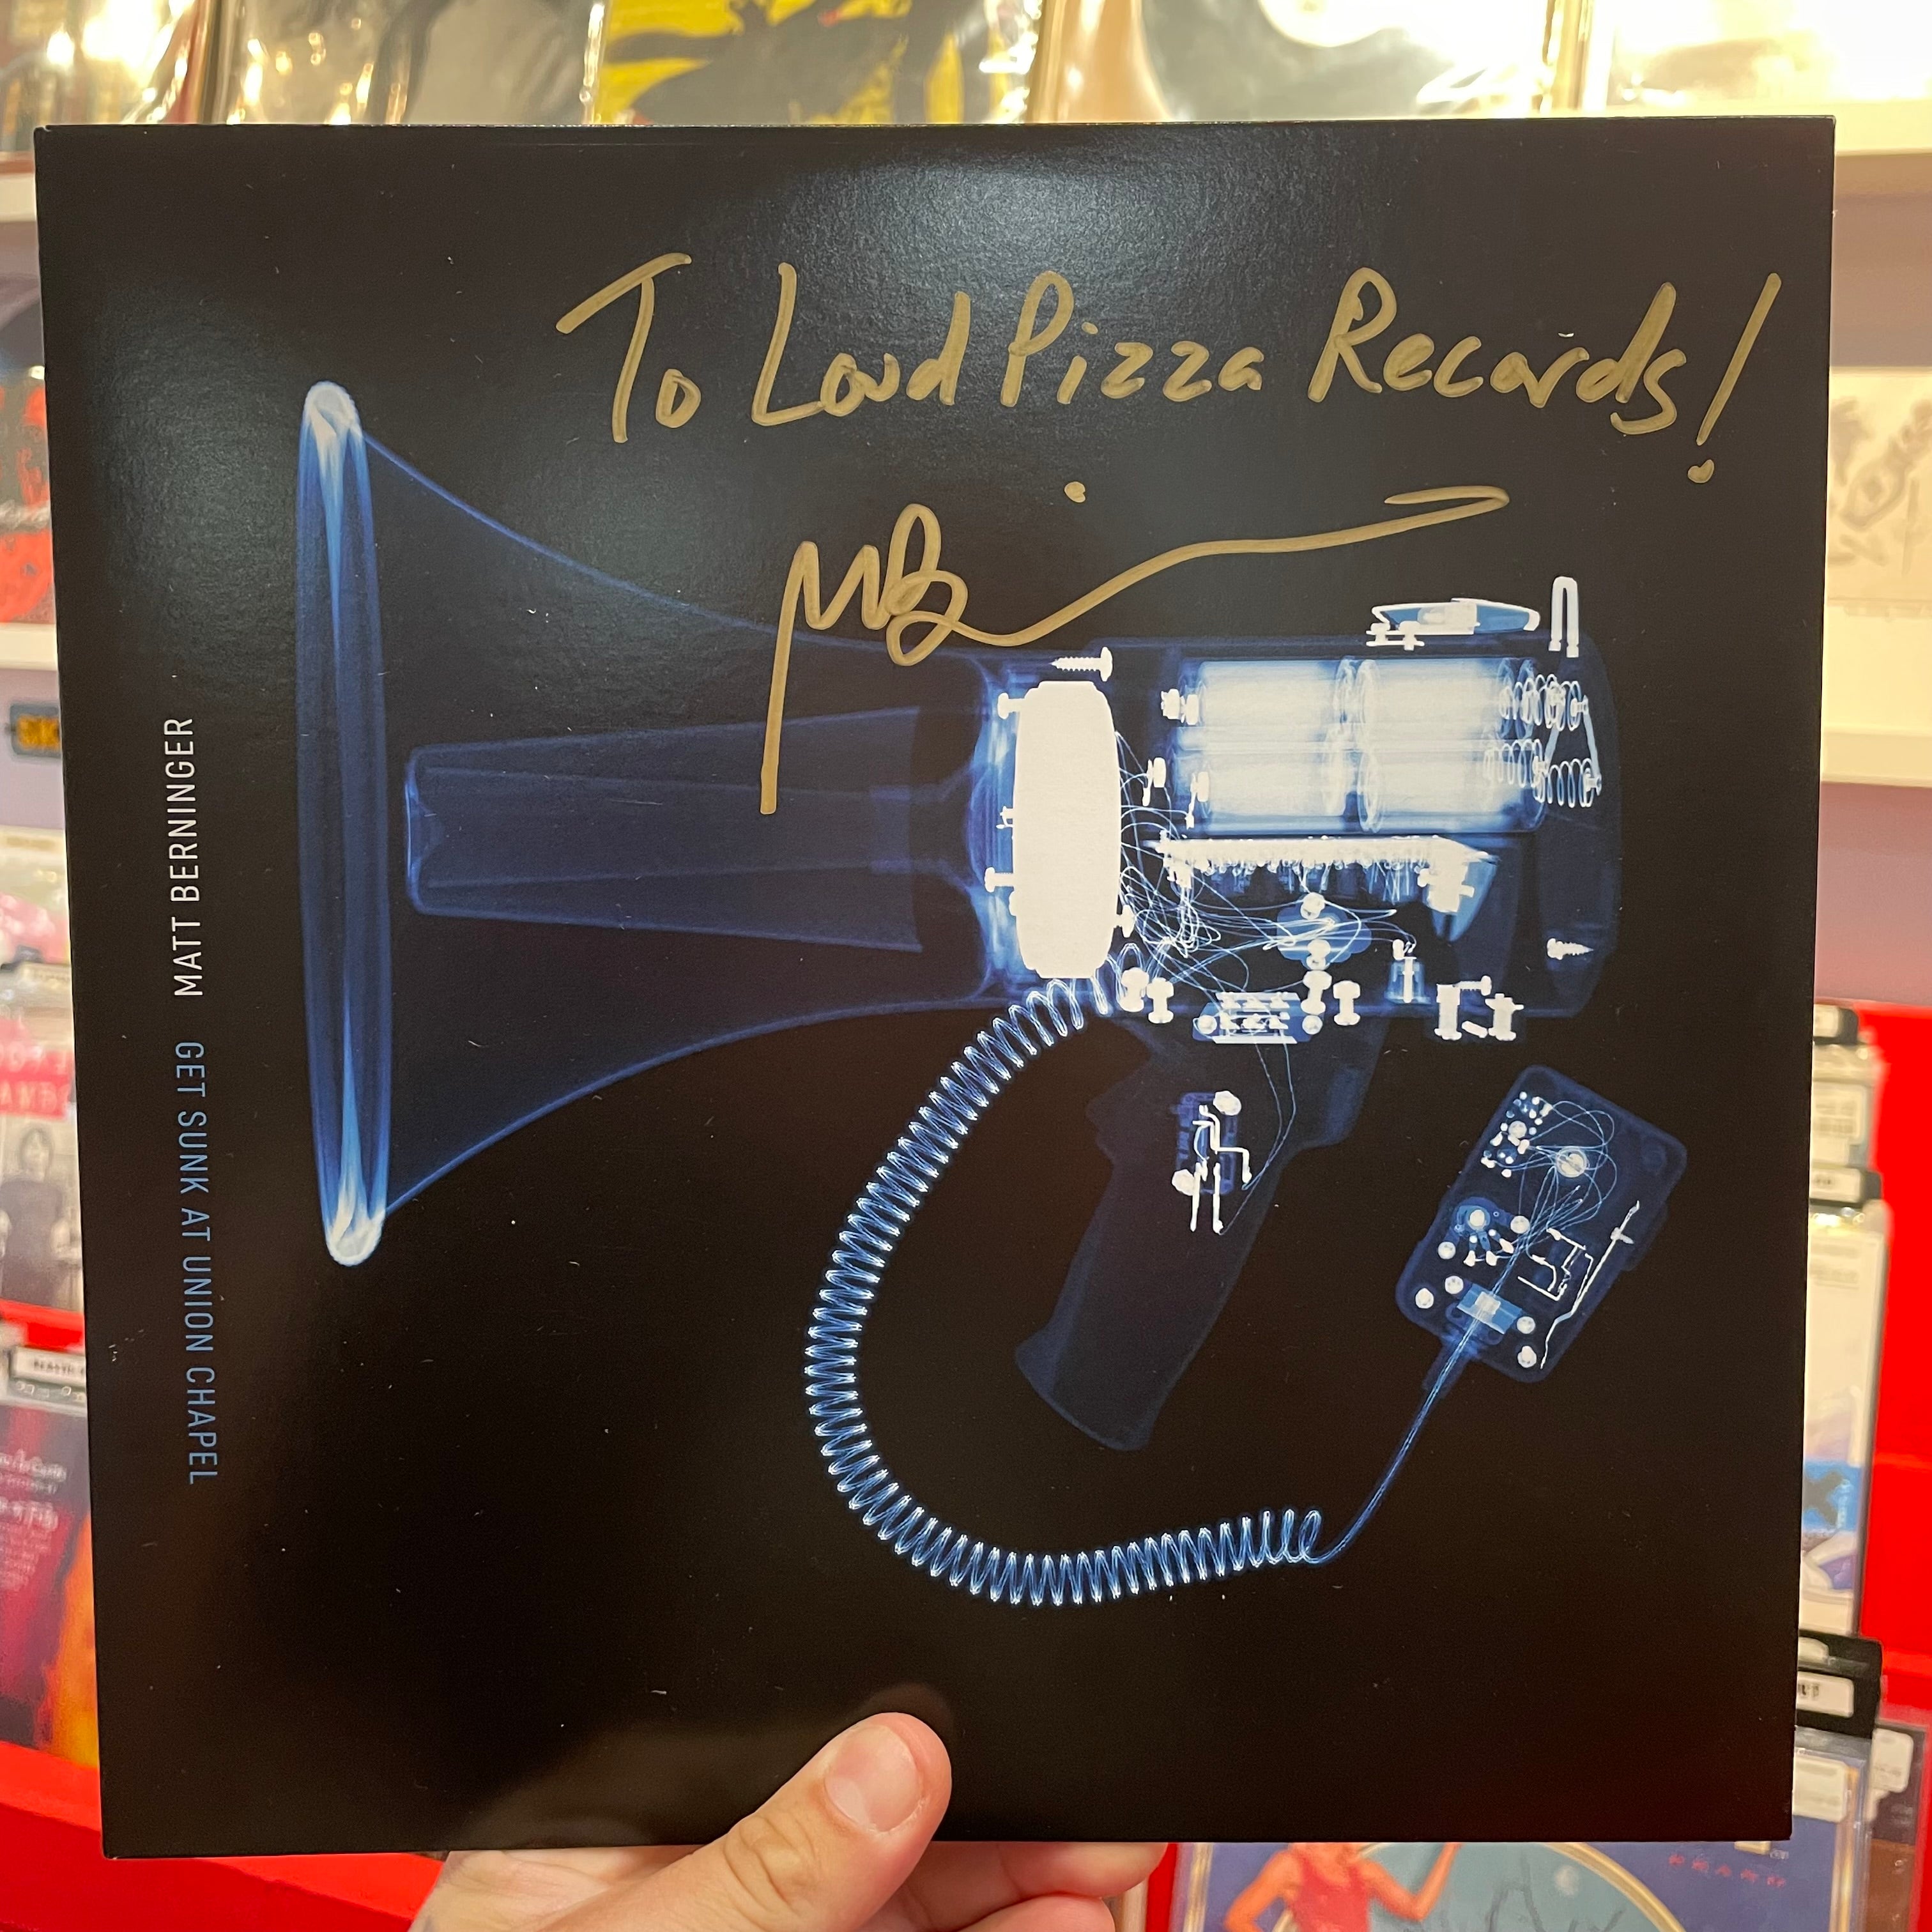 To Loud Pizza Records!
MB
MATT BERNINGER
GET SUNK AT UNION CHAPEL